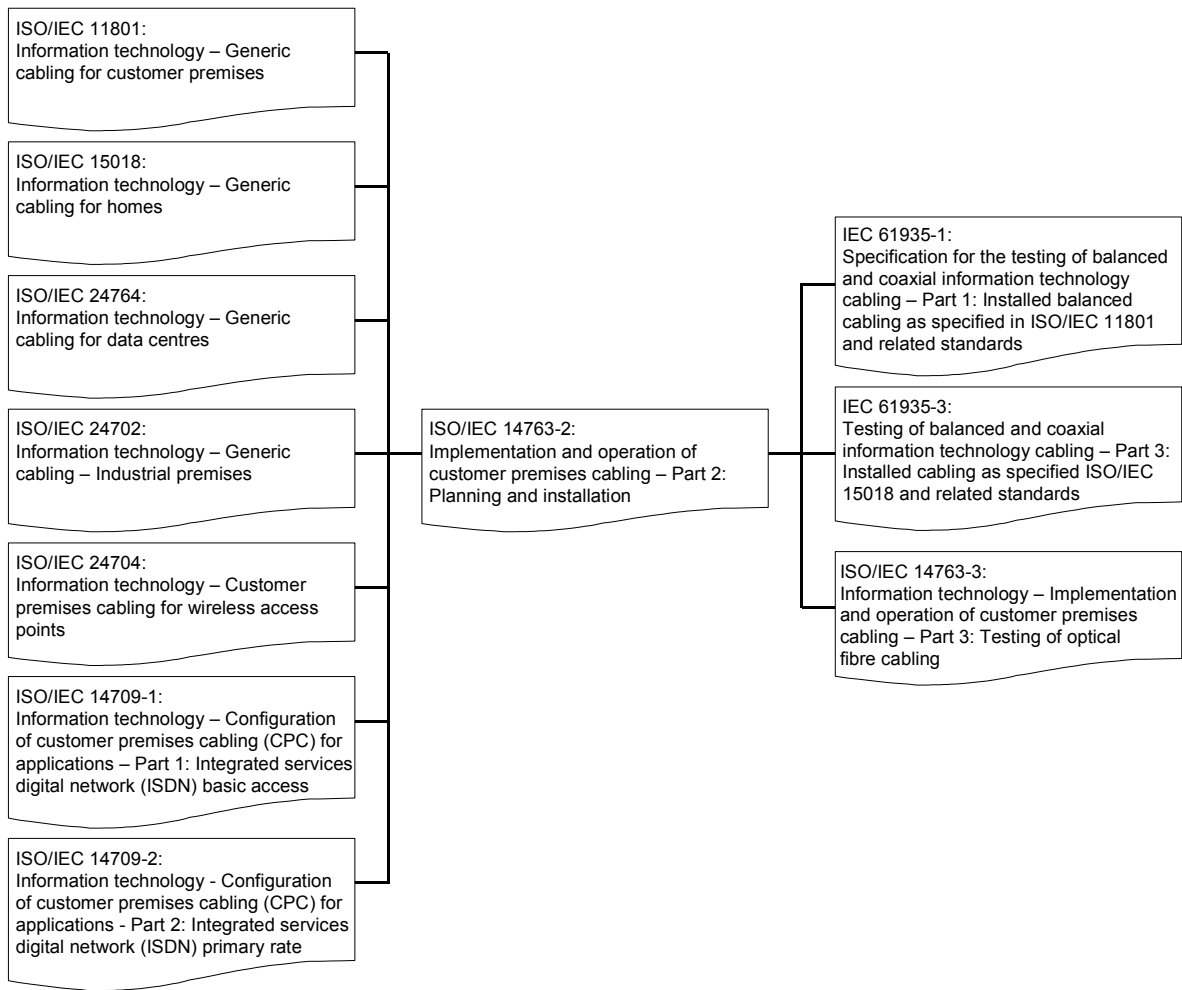 ISO/IEC 11801:
Information technology – Generic
cabling for customer premises
ISO/IEC 15018:
Information technology – Generic
cabling for homes
ISO/IEC 24764:
Information technology – Generic
cabling for data centres
ISO/IEC 24702:
Information technology – Generic
cabling – Industrial premises
ISO/IEC 24704:
Information technology – Customer
premises cabling for wireless access
points
ISO/IEC 14709-1:
Information technology – Configuration
of customer premises cabling (CPC) for
applications – Part 1: Integrated services
digital network (ISDN) basic access
ISO/IEC 14709-2:
Information technology - Configuration
of customer premises cabling (CPC) for
applications - Part 2: Integrated services
digital network (ISDN) primary rate
ISO/IEC 14763-2:
Implementation and operation of
customer premises cabling – Part 2:
Planning and installation
IEC 61935-1:
Specification for the testing of balanced
and coaxial information technology
cabling – Part 1: Installed balanced
cabling as specified in ISO/IEC 11801
and related standards
IEC 61935-3:
Testing of balanced and coaxial
information technology cabling – Part 3:
Installed cabling as specified ISO/IEC
15018 and related standards
ISO/IEC 14763-3:
Information technology – Implementation
and operation of customer premises
cabling – Part 3: Testing of optical
fibre cabling